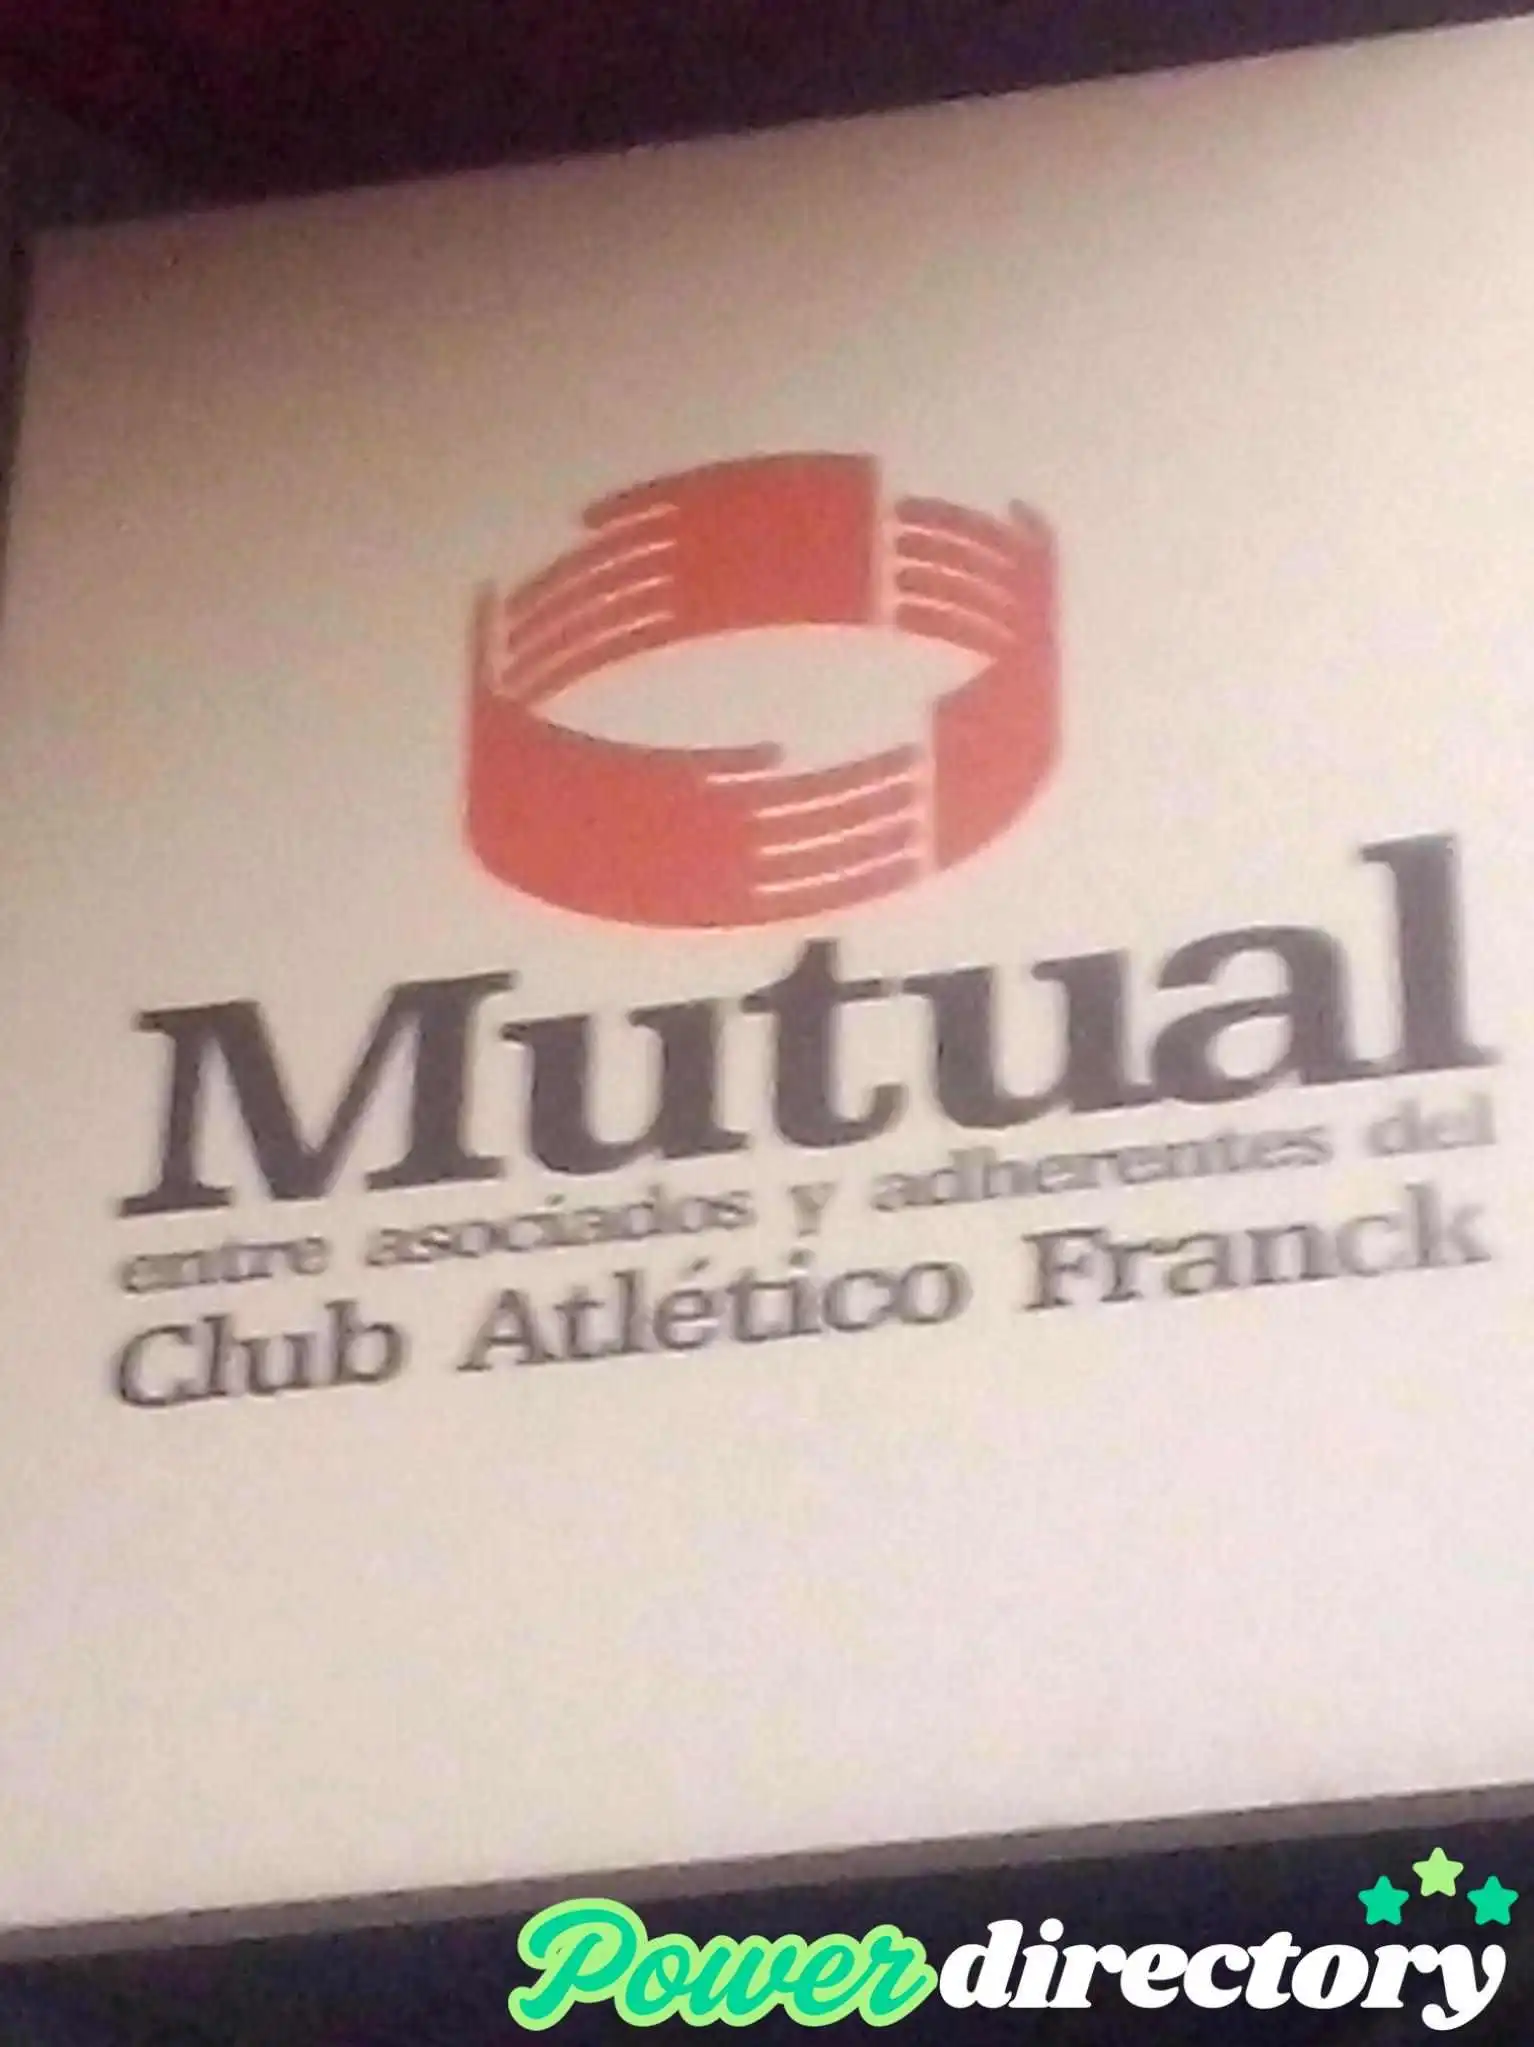 Mutual
entre asociados y adherentes del
Club Atlético Franck
Powerdirectory